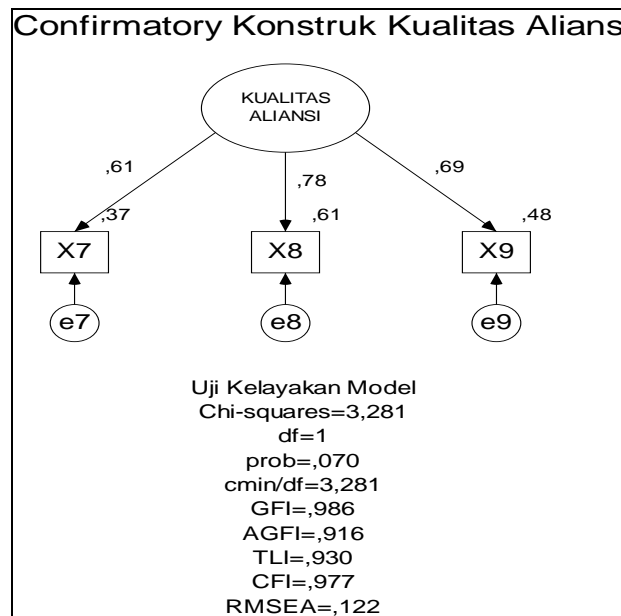 Confirmatory Konstruk Kualitas Alians
KUALITAS
ALIANSI
,61
,78
,69
,37
,61
,48
X7
X8
X9
e7
e8
e9
Uji Kelayakan Model
Chi-squares=3,281
df=1
prob=,070
cmin/df=3,281
GFI=,986
AGFI=,916
TLI=,930
CFI=,977
RMSEA=,122